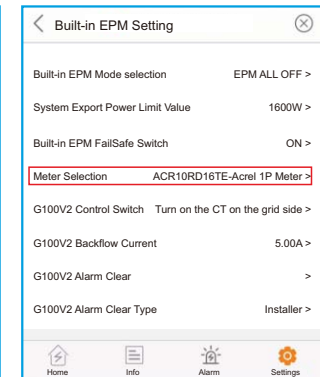 Built-in EPM Setting
Built-in EPM Mode selection EPM ALL OFF >
System Export Power Limit Value 1600W >
Built-in EPM FailSafe Switch ON >
Meter Selection ACR10RD16TE-Acrel 1P Meter >
G100V2 Control Switch Turn on the CT on the grid side >
G100V2 Backflow Current 5.00A >
G100V2 Alarm Clear >
G100V2 Alarm Clear Type Installer >
Home Info Alarm Settings